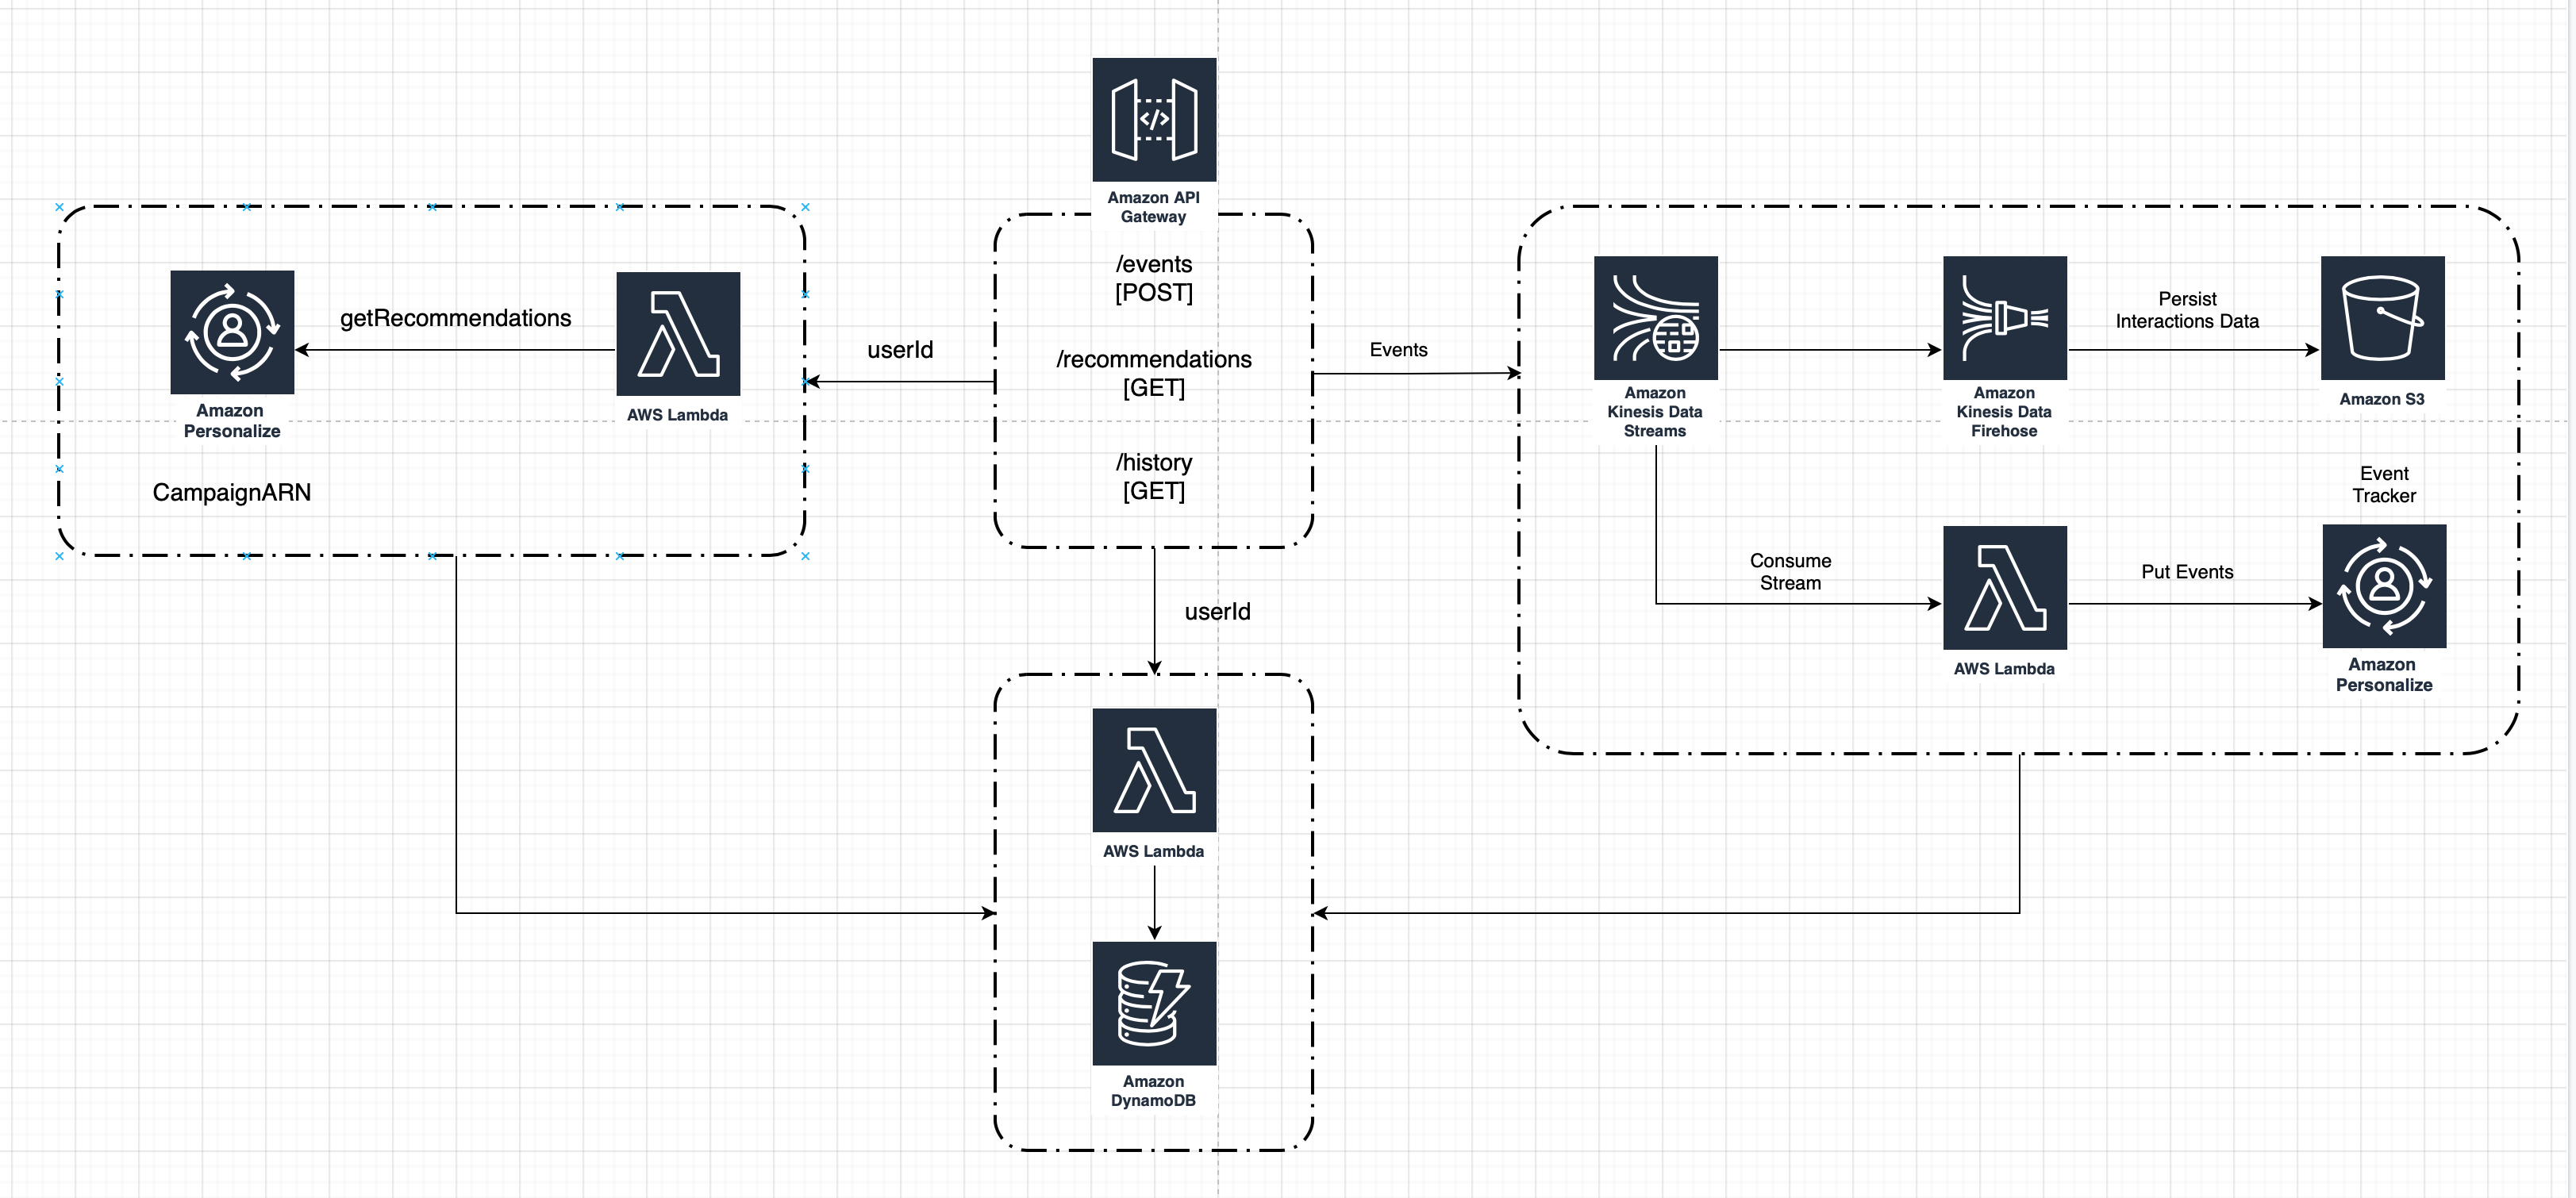 Amazon API
Gateway
/events
[POST]
/recommendations
[GET]
/history
[GET]
userId
getRecommendations
Amazon
Personalize
AWS Lambda
CampaignARN
Events
Amazon
Kinesis Data
Streams
Amazon
Kinesis Data
Firehose
Persist
Interactions Data
Amazon S3
Event
Tracker
Consume
Stream
AWS Lambda
Put Events
Amazon
Personalize
userId
AWS Lambda
Amazon
DynamoDB